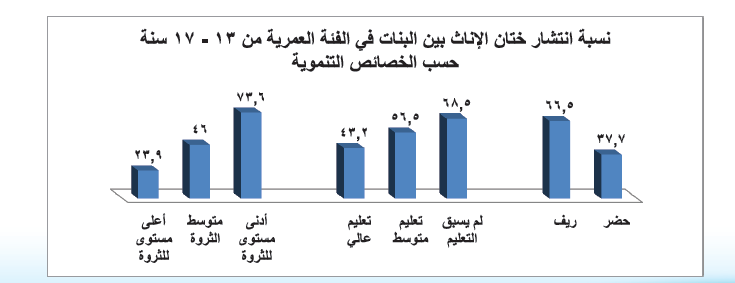 نسبة انتشار ختان الإناث بين البنات في الفئة العمرية من ١٣ - ١٧ سنة
حسب الخصائص التنموية
٣٧,٧
٦٦,٥
٦٨,٥
٥٦,٥
٤٣,٢
٧٣,٦
٤٦
٢٣,٩
حضر
ريف
لم يسبق
التعليم
تعليم
متوسط
تعليم
عالي
أدنى
مستوى
للثروة
متوسط
الثروة
أعلى
مستوى
للثروة